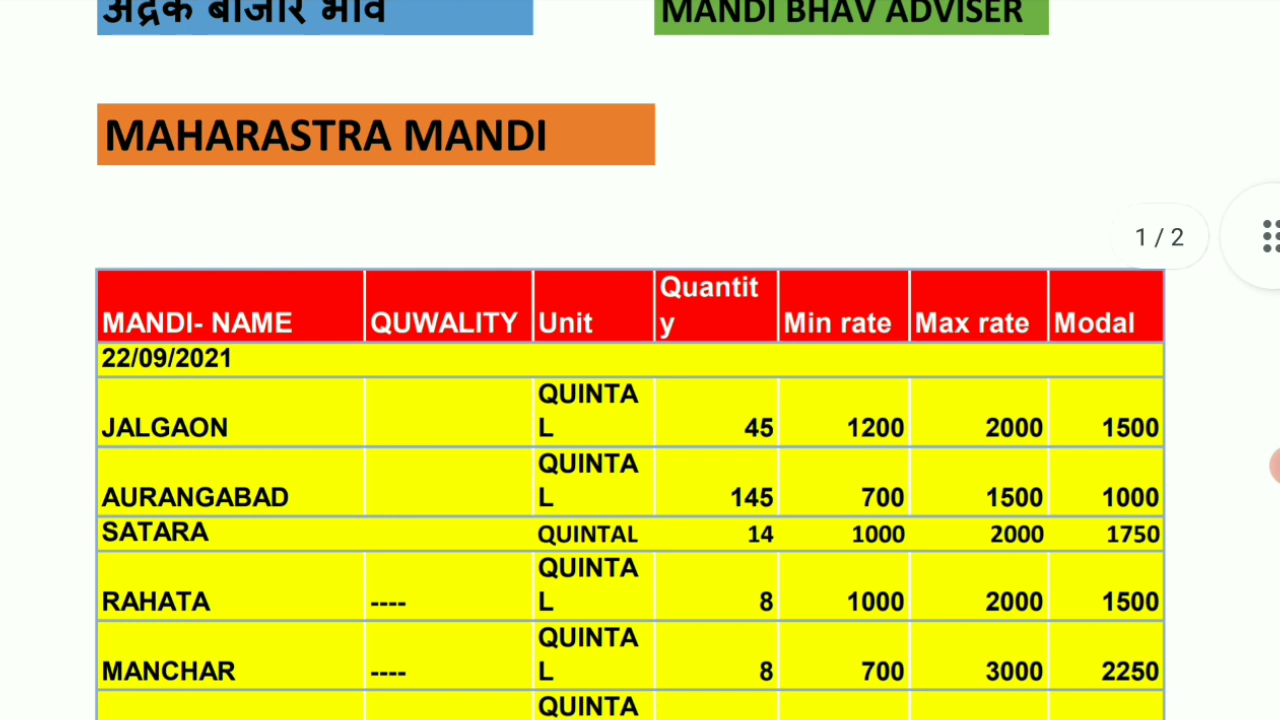 अद्रक बाजार भाव
MANDI BHAV ADVISER
MAHARASTRA MANDI
1 / 2
MANDI- NAME QUWALITY Unit Quantit y Min rate Max rate Modal
22/09/2021
JALGAON QUINTA L 45 1200 2000 1500
AURANGABAD QUINTA L 145 700 1500 1000
SATARA QUINTAL 14 1000 2000 1750
RAHATA ---- QUINTA L 8 1000 2000 1500
MANCHAR ---- QUINTA L 8 700 3000 2250
QUINTA